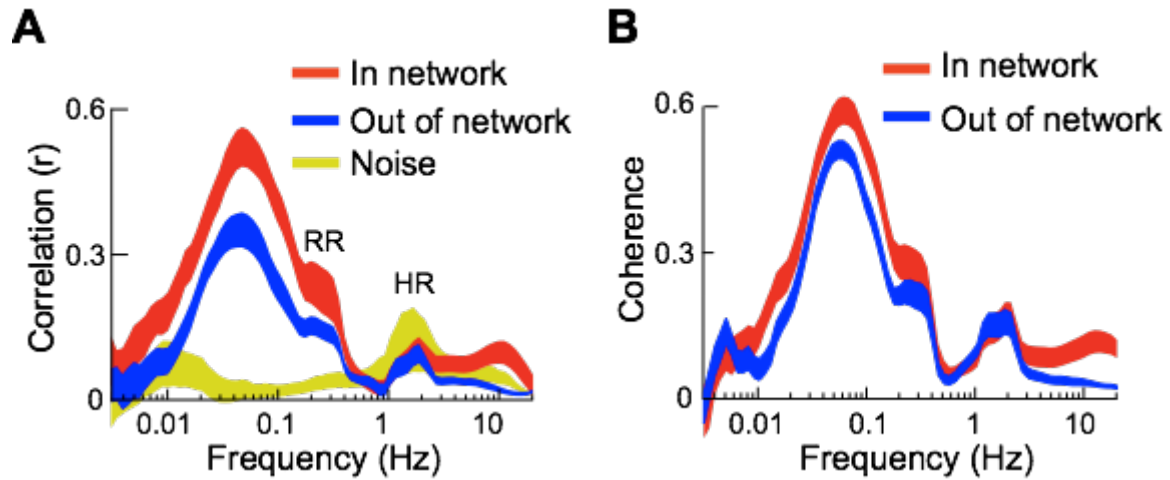 A
In network
Out of network
Noise
0.6
0.3
0
Correlation (r)
RR
HR
0.01
0.1
1
10
Frequency (Hz)
B
In network
Out of network
0.6
0.3
0
Coherence
0.01
0.1
1
10
Frequency (Hz)